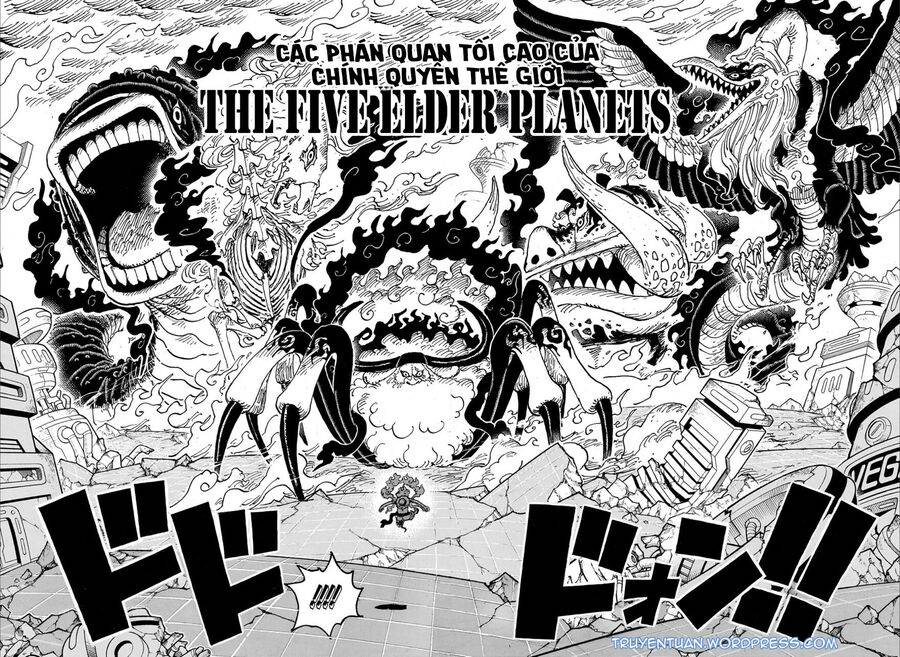 CÁC PHÁN QUAN TỐI CAO CỦA
CHÍNH QUYỀN THẾ GIỚI
THE FIVE ELDER PLANETS
VEGA
ドドドォン!!
!!!!
TRUYENTUAN.WORDPRESS.COM